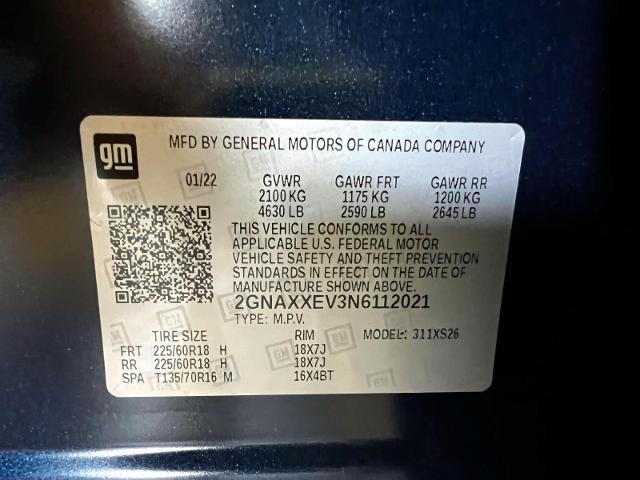 gm
MFD BY GENERAL MOTORS OF CANADA COMPANY
01/22 GVWR GAWR FRT GAWR RR
2100 KG 1175 KG 1200 KG
4630 LB 2590 LB 2645 LB
THIS VEHICLE CONFORMS TO ALL
APPLICABLE U.S. FEDERAL MOTOR
VEHICLE SAFETY AND THEFT PREVENTION
STANDARDS IN EFFECT ON THE DATE OF
MANUFACTURE SHOWN ABOVE.
2GNAXXEV3N6112021
TYPE: M.P.V. MODEL: 311XS26
TIRE SIZE RIM
FRT 225/60R18 H 18X7J
RR 225/60R18 H 18X7J
SPA T135/70R16 M 16X4BT